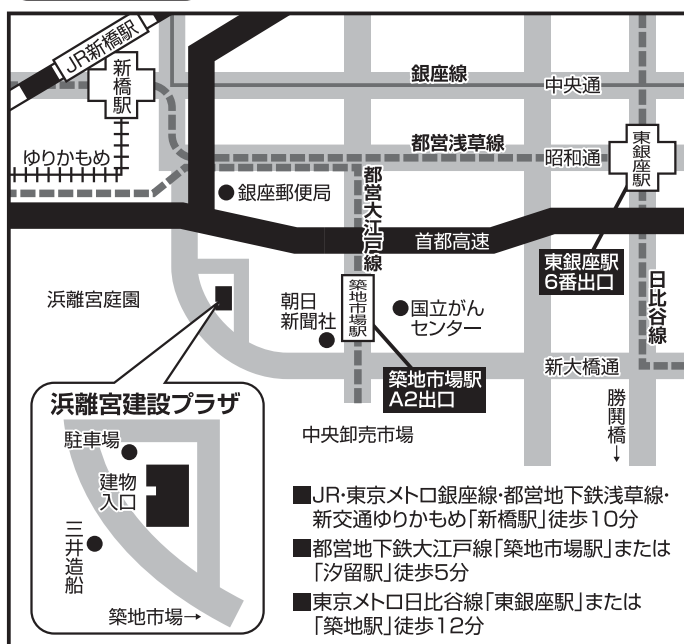 JR新橋駅
新橋駅
銀座線
中央通
ゆりかもめ
都営浅草線
昭和通
東銀座駅
銀座郵便局
都営大江戸線
首都高速
東銀座駅
6番出口
日比谷線
浜離宮庭園
朝日
新聞社
築地市場駅
国立がん
センター
新大橋通
築地市場駅
A2出口
勝鬨橋→
中央卸売市場
浜離宮建設プラザ
駐車場
建物
入口
三井造船
築地市場→
■JR・東京メトロ銀座線・都営地下鉄浅草線・
新交通ゆりかもめ「新橋駅」徒歩10分
■都営地下鉄大江戸線「築地市場駅」または
「汐留駅」徒歩5分
■東京メトロ日比谷線「東銀座駅」または
「築地駅」徒歩12分